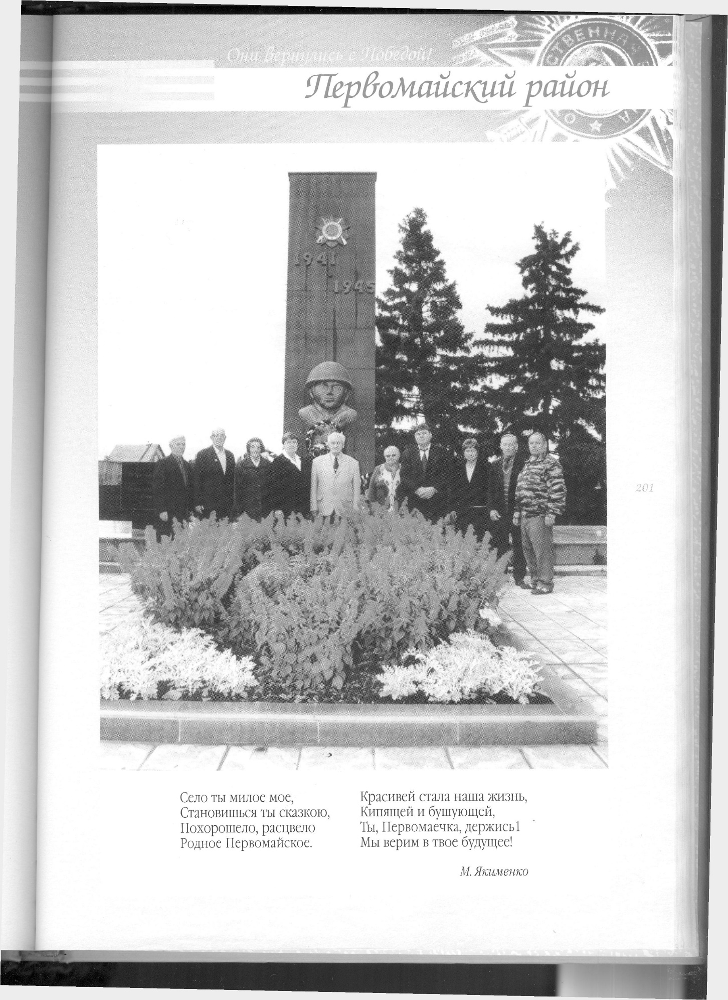 Они вернулись с Победой!
СТВЕННАЯ В
Первомайский район
1941
1945
201
Село ты милое мое,
Становишься ты сказкою,
Похорошело, расцвело
Родное Первомайское.
Красивей стала наша жизнь,
Кипящей и бушующей,
Ты, Первомаечка, держись1
Мы верим в твое будущее!
М. Якименко